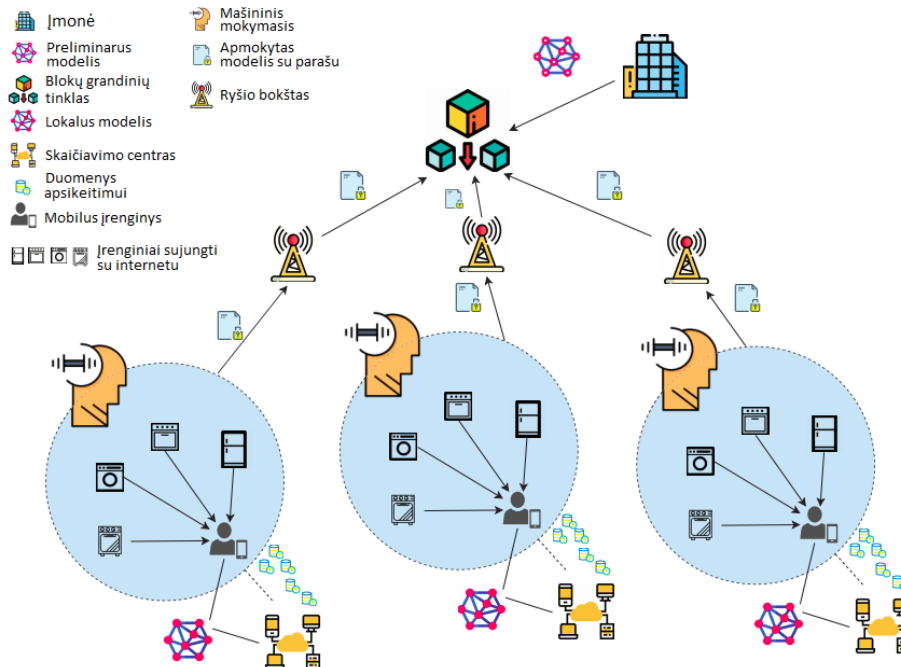 Įmonė
Preliminarus
modelis
Blokų grandinių
tinklas
Lokalus modelis
Skaičiavimo centras
Duomenys
apsikeitimui
Mobilus įrenginys
Įrenginiai sujungti
su internetu
Mašininis
mokymasis
Apmokytas
modelis su parašu
Ryšio bokštas